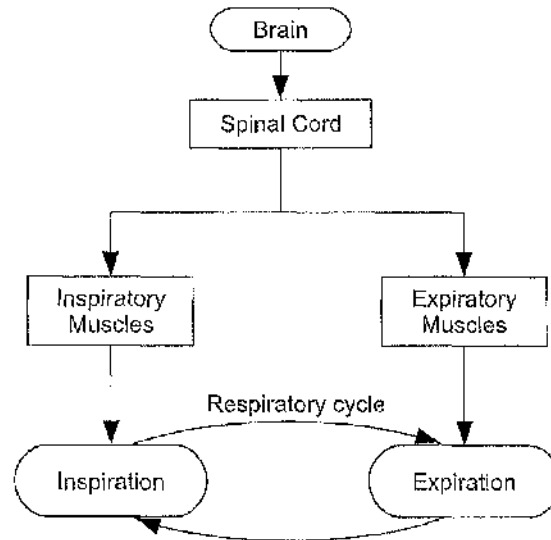 Brain
Spinal Cord
Inspiratory
Muscles
Expiratory
Muscles
Respiratory cycle
Inspiration
Expiration